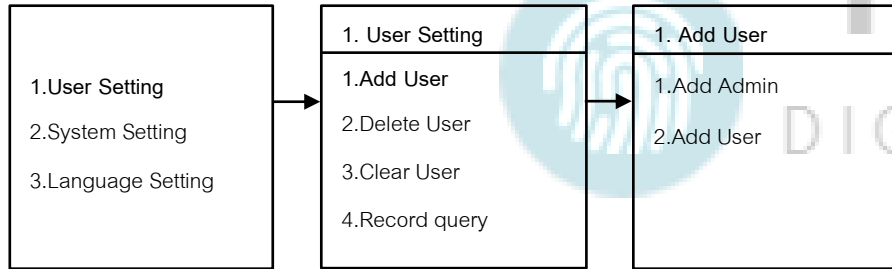 1.User Setting
2.System Setting
3.Language Setting
1. User Setting
1.Add User
2.Delete User
3.Clear User
4.Record query
1. Add User
1.Add Admin
2.Add User